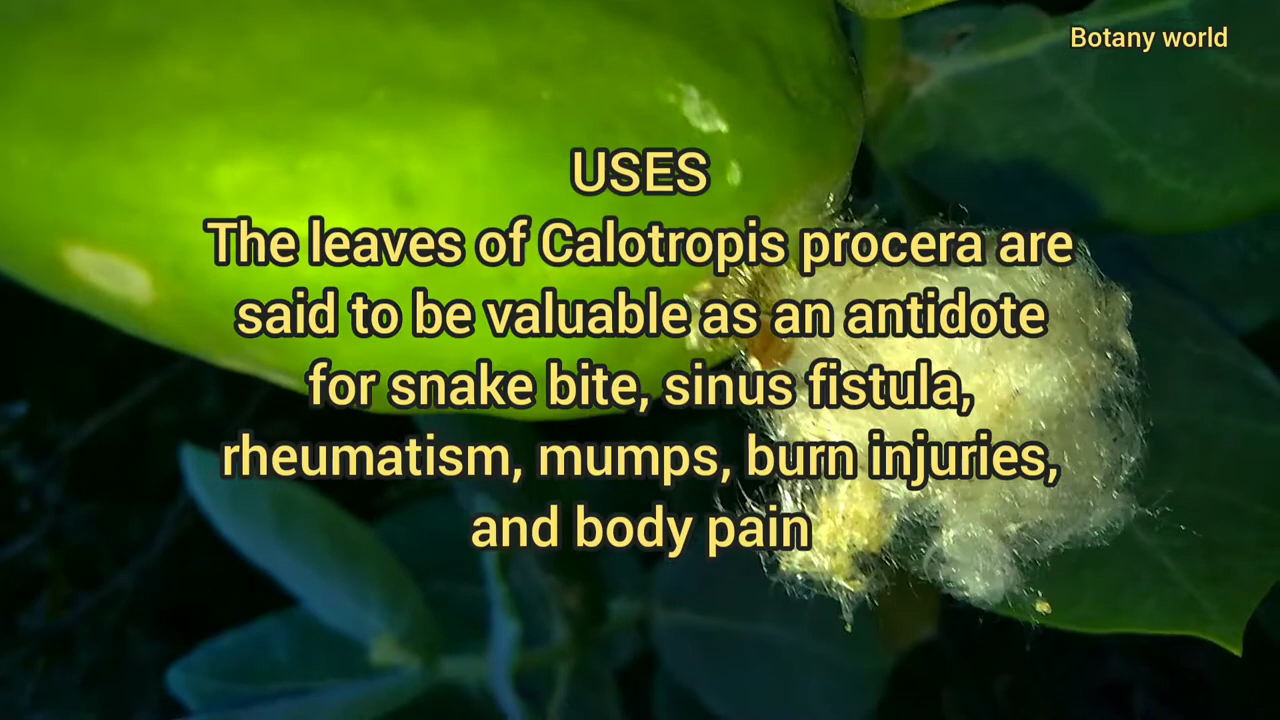 Botany world
USES
The leaves of Calotropis procera are
said to be valuable as an antidote
for snake bite, sinus fistula,
rheumatism, mumps, burn injuries,
and body pain